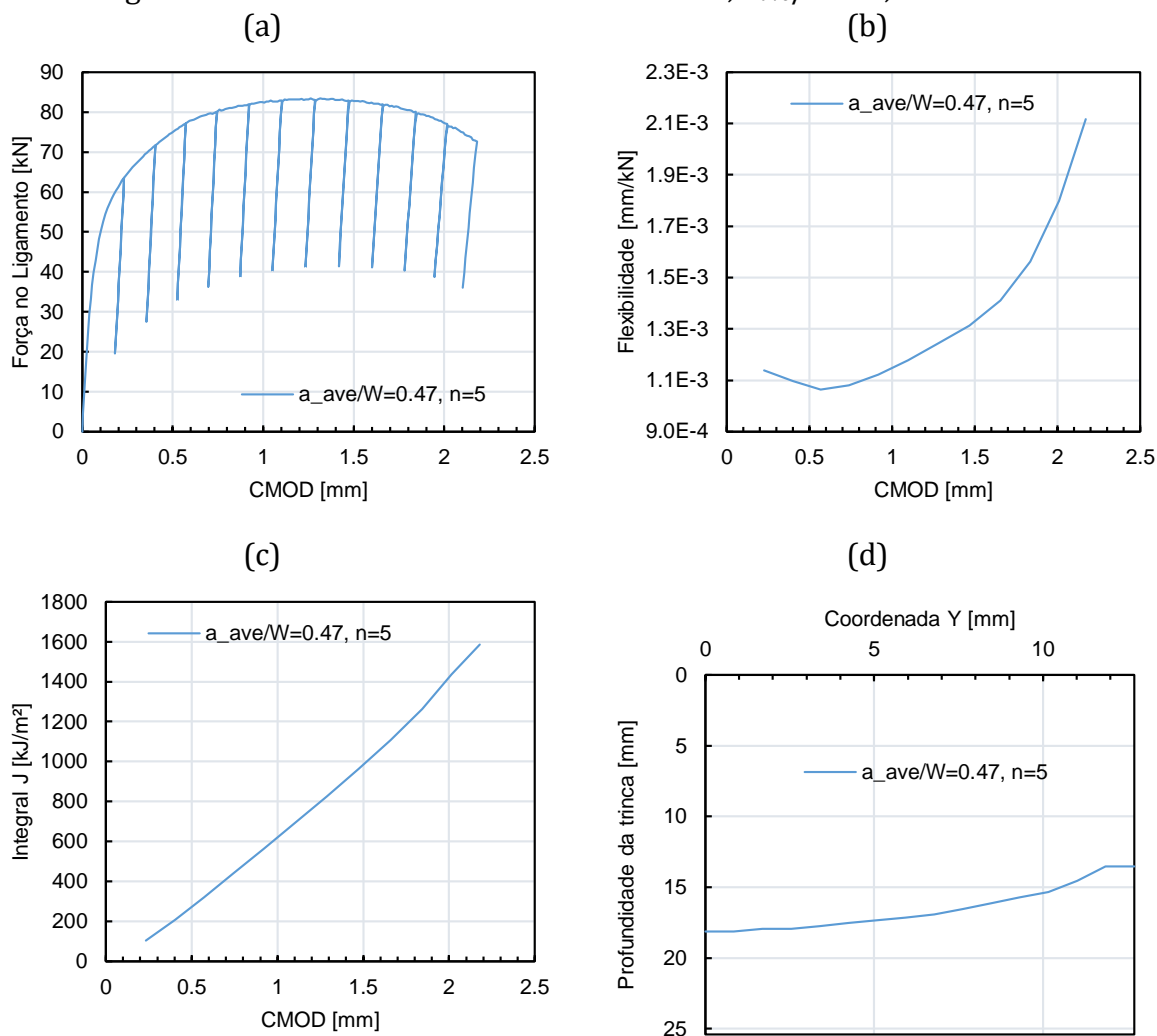 (a)
Força no Ligamento [kN]
90
80
70
60
50
40
30
20
10
0
a_ave/W=0.47, n=5
0 0.5 1 1.5 2 2.5
CMOD [mm]
(b)
Flexibilidade [mm/kN]
2.3E-3
2.1E-3
1.9E-3
1.7E-3
1.5E-3
1.3E-3
1.1E-3
9.0E-4
a_ave/W=0.47, n=5
0 0.5 1 1.5 2 2.5
CMOD [mm]
(c)
Integral J [kJ/m²]
1800
1600
1400
1200
1000
800
600
400
200
0
a_ave/W=0.47, n=5
0 0.5 1 1.5 2 2.5
CMOD [mm]
(d)
Coordenada Y [mm]
0 5 10
Profundidade da trinca [mm]
0
5
10
15
20
25
a_ave/W=0.47, n=5